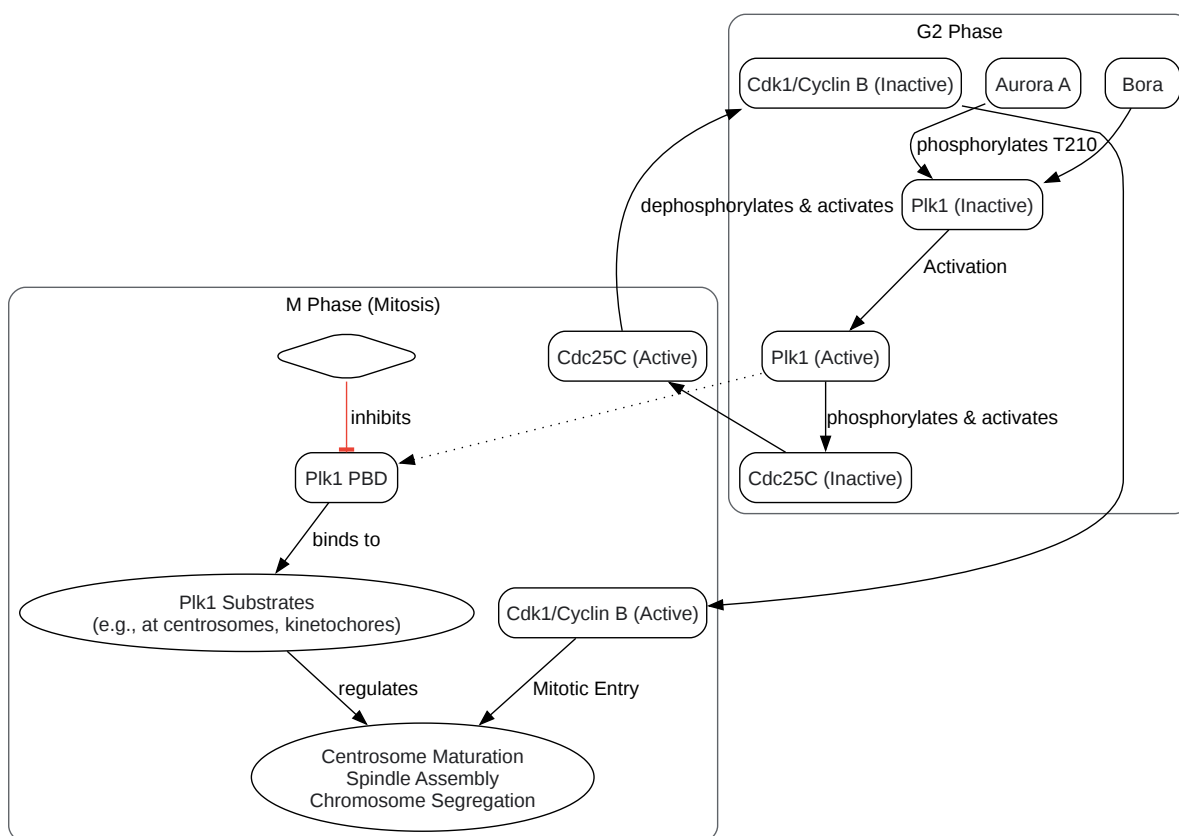 G2 Phase
Cdk1/Cyclin B (Inactive)
Aurora A
Bora
phosphorylates T210
Plk1 (Inactive)
dephosphorylates & activates
Activation
M Phase (Mitosis)
Cdc25C (Active)
Plk1 (Active)
inhibits
phosphorylates & activates
Plk1 PBD
Cdc25C (Inactive)
binds to
Plk1 Substrates
(e.g., at centrosomes, kinetochores)
Cdk1/Cyclin B (Active)
regulates
Mitotic Entry
Centrosome Maturation
Spindle Assembly
Chromosome Segregation